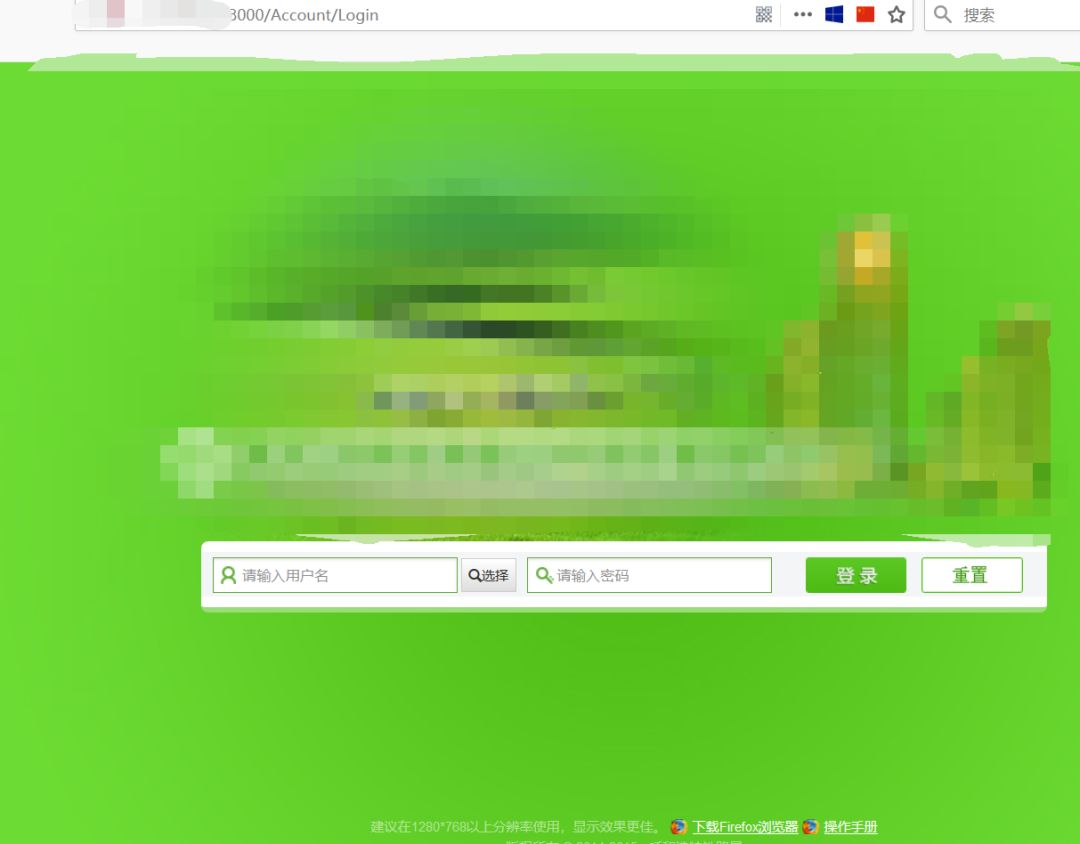 3000/Account/Login
搜索
请输入用户名 选择 请输入密码 登 录 重置
建议在1280*768以上分辨率使用，显示效果更佳。 下载Firefox浏览器 操作手册